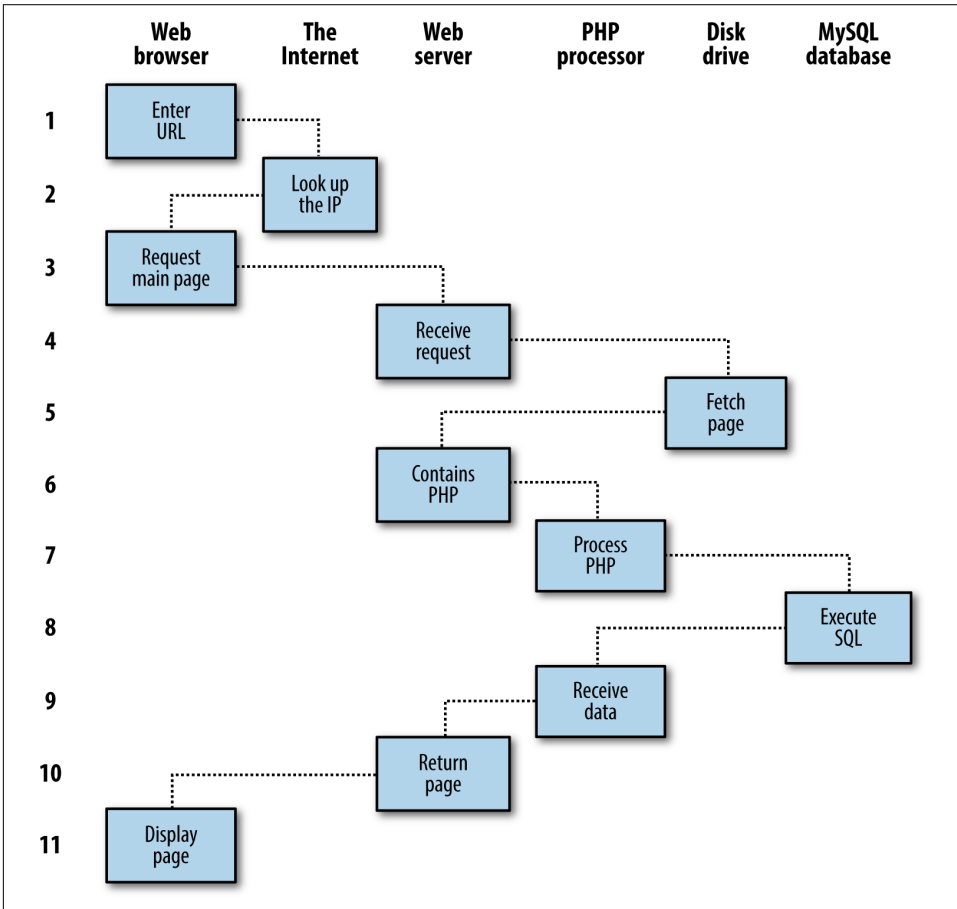 Web browser
The Internet
Web server
PHP processor
Disk drive
MySQL database
1
Enter
URL
2
Look up
the IP
3
Request
main page
4
Receive
request
5
Fetch
page
6
Contains
PHP
7
Process
PHP
8
Execute
SQL
9
Receive
data
10
Return
page
11
Display
page